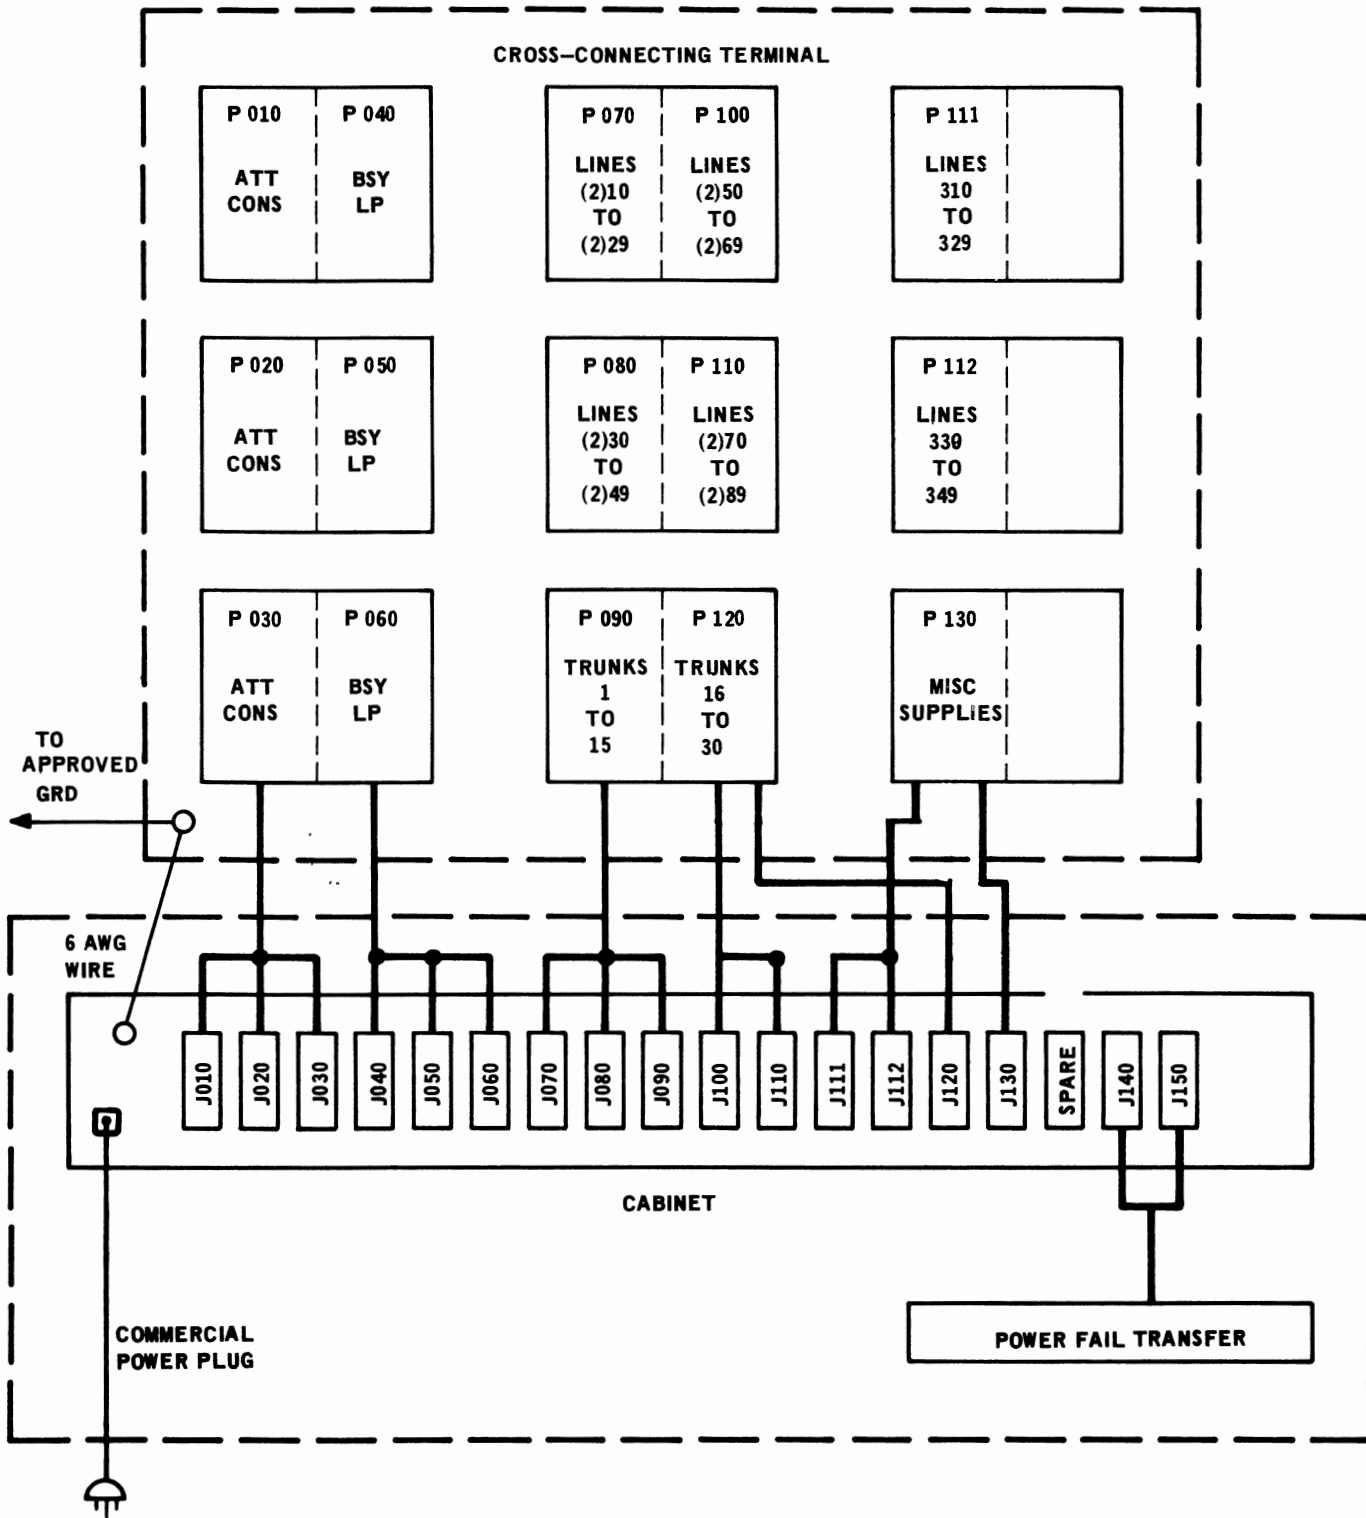 CROSS-CONNECTING TERMINAL
P 010
ATT
CONS
P 040
BSY
LP
P 070
LINES
(2)10
TO
(2)29
P 100
LINES
(2)50
TO
(2)69
P 111
LINES
310
TO
329
P 020
ATT
CONS
P 050
BSY
LP
P 080
LINES
(2)30
TO
(2)49
P 110
LINES
(2)70
TO
(2)89
P 112
LINES
330
TO
349
P 030
ATT
CONS
P 060
BSY
LP
P 090
TRUNKS
1
TO
15
P 120
TRUNKS
16
TO
30
P 130
MISC
SUPPLIES
TO
APPROVED
GRD
6 AWG
WIRE
J010
J020
J030
J040
J050
J060
J070
J080
J090
J100
J110
J111
J112
J120
J130
SPARE
J140
J150
CABINET
COMMERCIAL
POWER PLUG
POWER FAIL TRANSFER